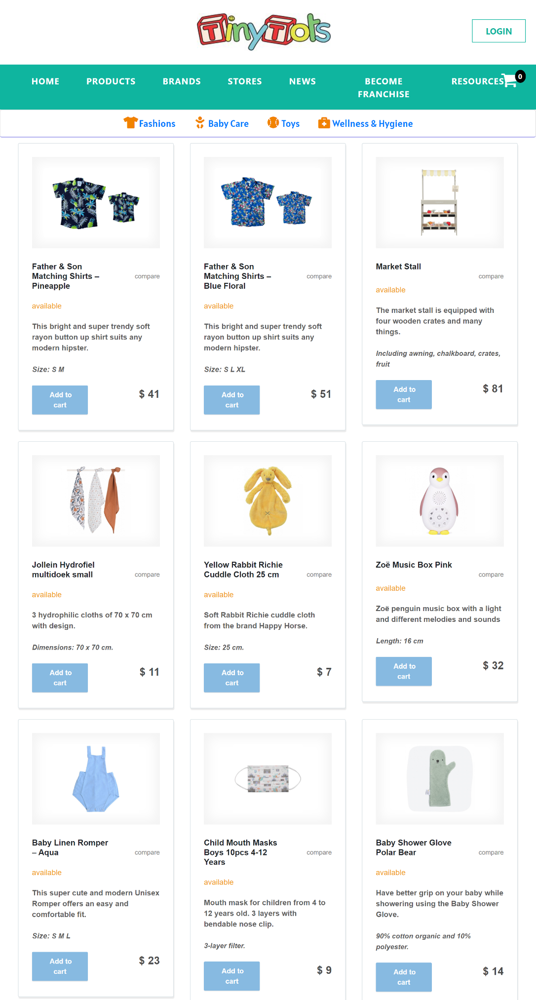 TinyTots
LOGIN
HOME
PRODUCTS
BRANDS
STORES
NEWS
BECOME
FRANCHISE
RESOURCES
0
Fashions
Baby Care
Toys
Wellness & Hygiene
Father & Son
Matching Shirts –
Pineapple
compare
available
This bright and super trendy soft
rayon button up shirt suits any
modern hipster.
Size: S M
Add to
cart
$ 41
Father & Son
Matching Shirts –
Blue Floral
compare
available
This bright and super trendy soft
rayon button up shirt suits any
modern hipster.
Size: S L XL
Add to
cart
$ 51
Market Stall
compare
available
The market stall is equipped with
four wooden crates and many
things.
Including awning, chalkboard, crates,
fruit
Add to
cart
$ 81
Jollein Hydrofiel
multidoek small
compare
available
3 hydrophilic cloths of 70 x 70 cm
with design.
Dimensions: 70 x 70 cm.
Add to
cart
$ 11
Yellow Rabbit Richie
Cuddle Cloth 25 cm
compare
available
Soft Rabbit Richie cuddle cloth
from the brand Happy Horse.
Size: 25 cm.
Add to
cart
$ 7
Zoë Music Box Pink
compare
available
Zoë penguin music box with a light
and different melodies and sounds
Length: 16 cm
Add to
cart
$ 32
Baby Linen Romper
– Aqua
compare
available
This super cute and modern Unisex
Romper offers an easy and
comfortable fit.
Size: S M L
Add to
cart
$ 23
Child Mouth Masks
Boys 10pcs 4-12
Years
compare
available
Mouth mask for children from 4 to
12 years old. 3 layers with
bendable nose clip.
3-layer filter.
Add to
cart
$ 9
Baby Shower Glove
Polar Bear
compare
available
Have better grip on your baby while
showering using the Baby Shower
Glove.
90% cotton organic and 10%
polyester.
Add to
cart
$ 14